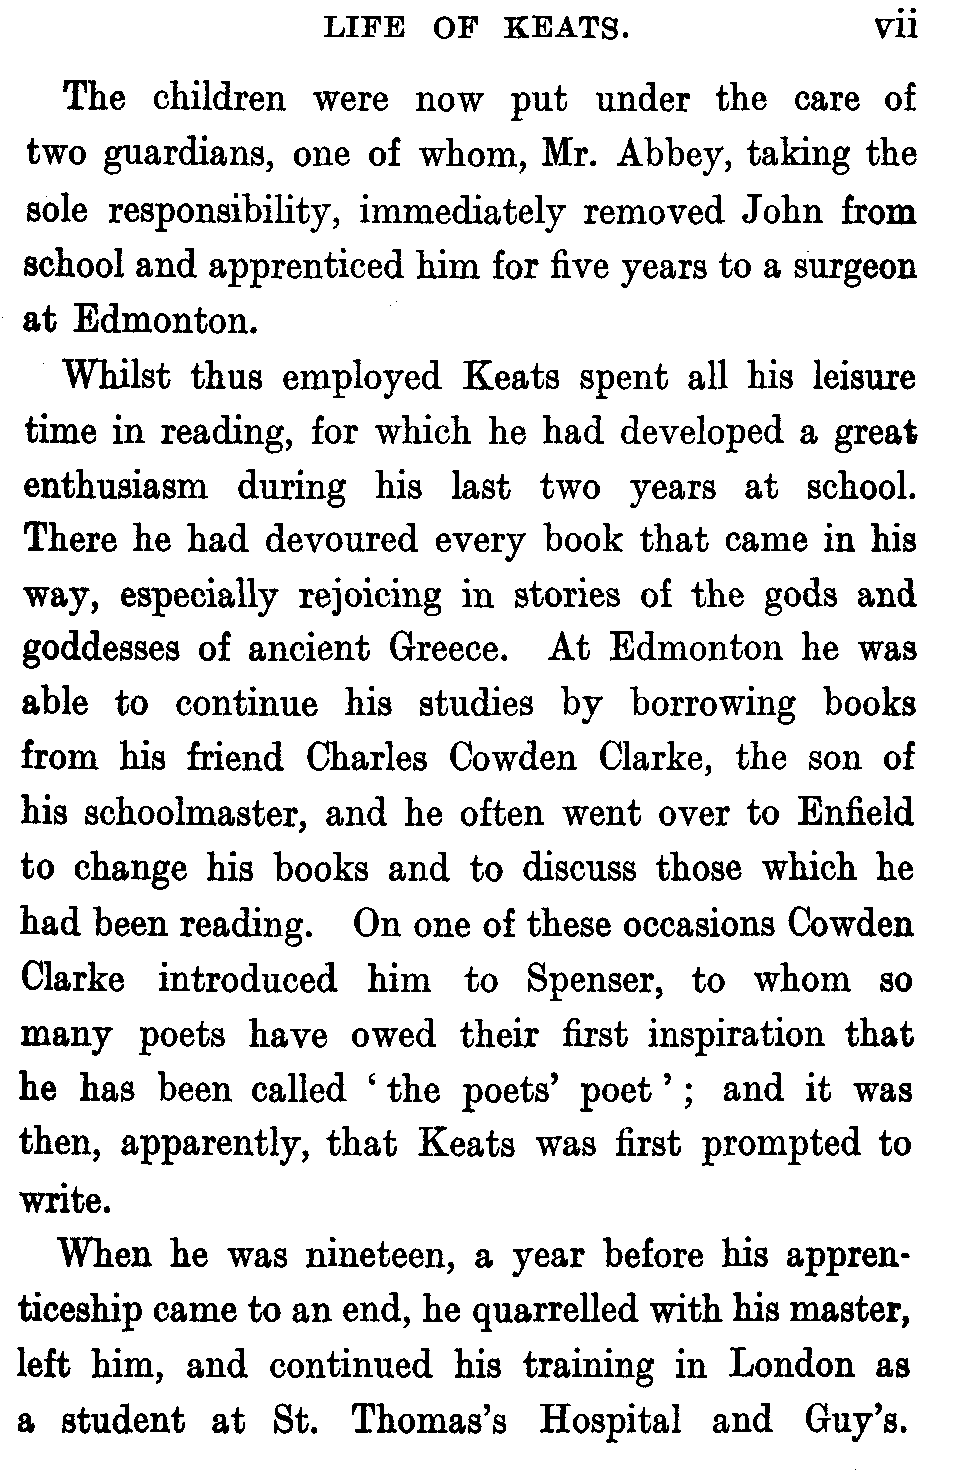 LIFE OF KEATS. vii
The children were now put under the care of
two guardians, one of whom, Mr. Abbey, taking the
sole responsibility, immediately removed John from
school and apprenticed him for five years to a surgeon
at Edmonton.
Whilst thus employed Keats spent all his leisure
time in reading, for which he had developed a great
enthusiasm during his last two years at school.
There he had devoured every book that came in his
way, especially rejoicing in stories of the gods and
goddesses of ancient Greece. At Edmonton he was
able to continue his studies by borrowing books
from his friend Charles Cowden Clarke, the son of
his schoolmaster, and he often went over to Enfield
to change his books and to discuss those which he
had been reading. On one of these occasions Cowden
Clarke introduced him to Spenser, to whom so
many poets have owed their first inspiration that
he has been called ‘ the poets’ poet ’ ; and it was
then, apparently, that Keats was first prompted to
write.
When he was nineteen, a year before his appren-
ticeship came to an end, he quarrelled with his master,
left him, and continued his training in London as
a student at St. Thomas’s Hospital and Guy’s.